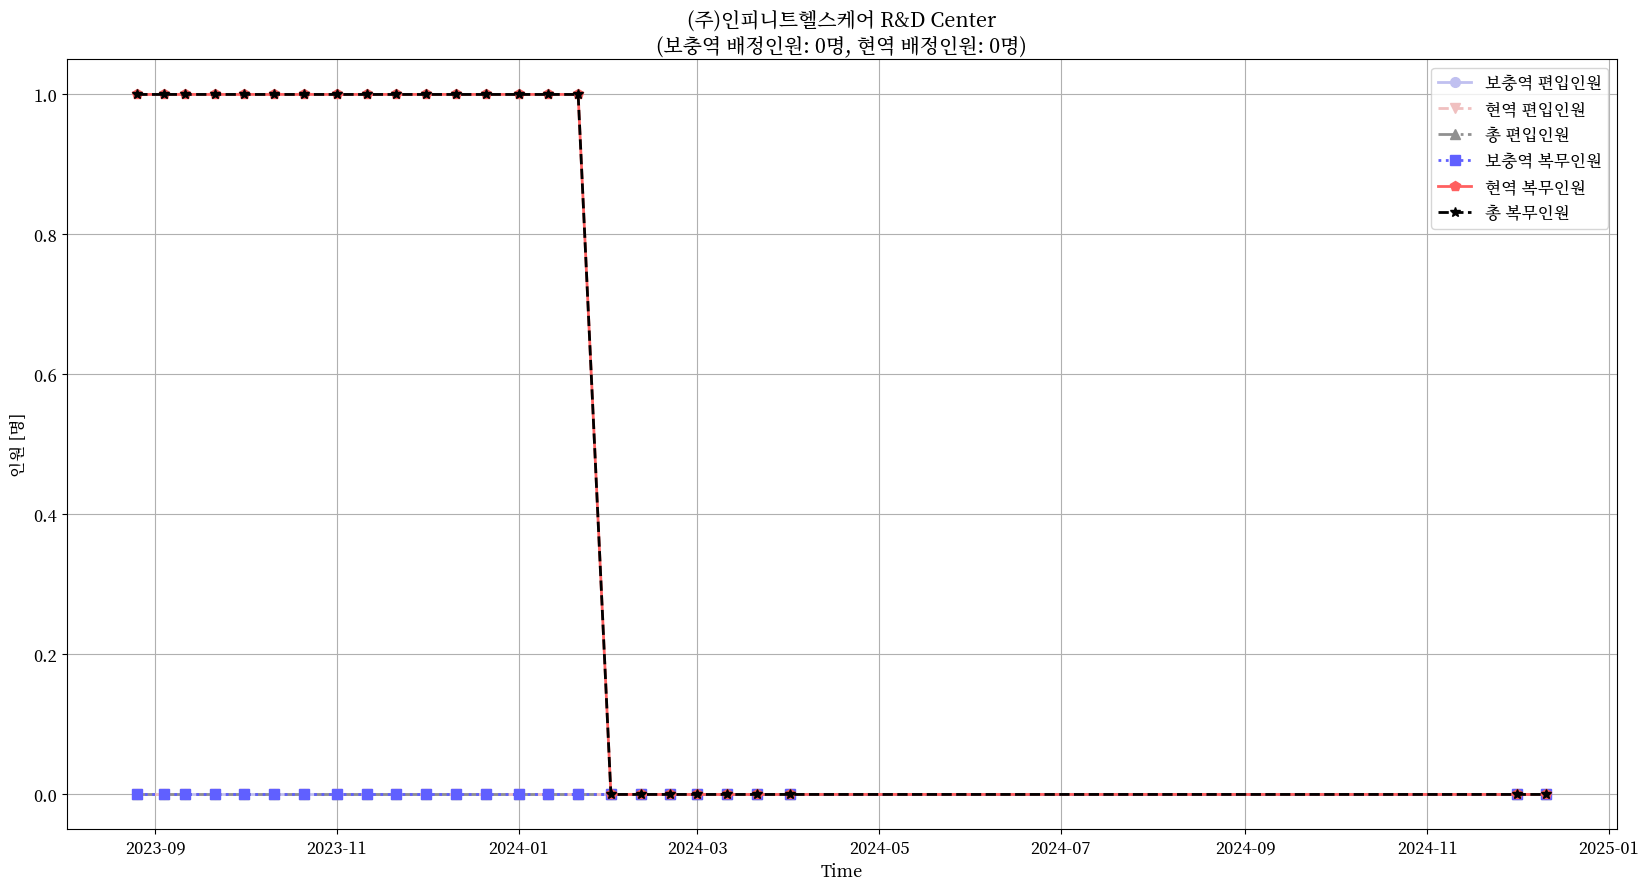 (주)인피니트헬스케어 R&D Center
(보충역 배정인원: 0명, 현역 배정인원: 0명)
보충역 편입인원
현역 편입인원
총 편입인원
보충역 복무인원
현역 복무인원
총 복무인원
인원 [명]
1.0
0.8
0.6
0.4
0.2
0.0
2023-09
2023-11
2024-01
2024-03
2024-05
2024-07
2024-09
2024-11
2025-01
Time